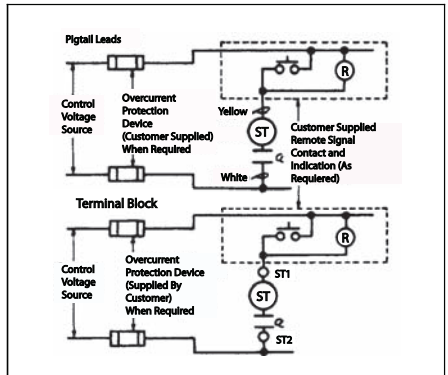 Pigtail Leads
Control
Voltage
Source
Overcurrent
Protection
Device
(Customer Supplied)
When Required
Yellow
ST
a
White
R
Customer Supplied
Remote Signal
Contact and
Indication (As
Requiered)
Terminal Block
Control
Voltage
Source
Overcurrent
Protection Device
(Supplied By
Customer)
When Required
R
ST1
ST
a
ST2